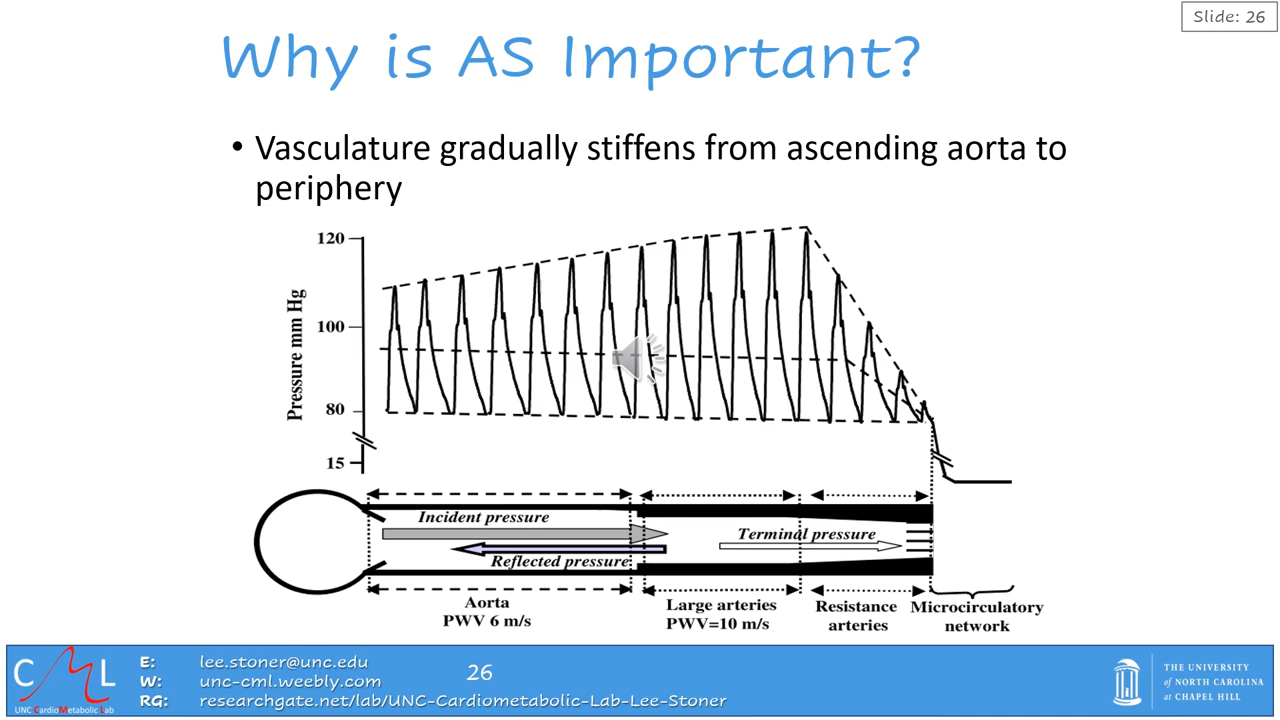 Slide: 26
Why is AS Important?
• Vasculature gradually stiffens from ascending aorta to
periphery
120
100
80
15
Pressure mm Hg
Incident pressure
Reflected pressure
Terminal pressure
Aorta
PWV 6 m/s
Large arteries
PWV=10 m/s
Resistance
arteries
Microcirculatory
network
CML
UNC CardioMetabolic Lab
E: lee.stoner@unc.edu
W: unc-cml.weebly.com
RG: researchgate.net/lab/UNC-Cardiometabolic-Lab-Lee-Stoner
26
THE UNIVERSITY
of NORTH CAROLINA
at CHAPEL HILL